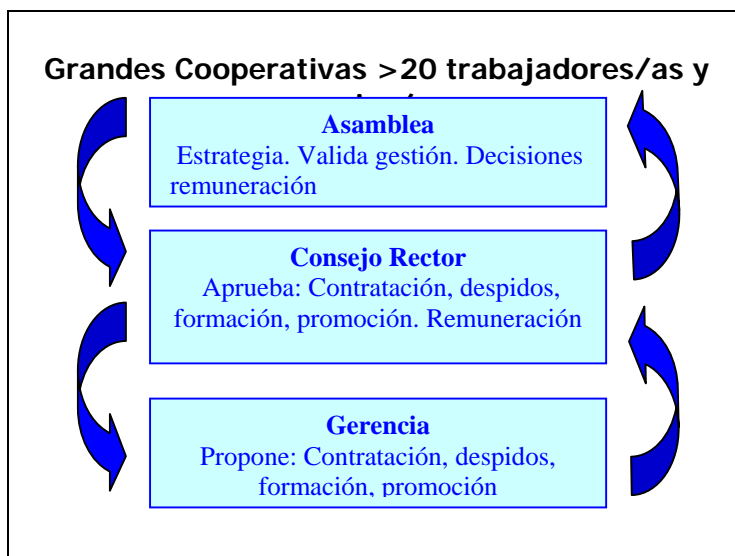 Grandes Cooperativas >20 trabajadores/as y
Asamblea
Estrategia. Valida gestión. Decisiones
remuneración
Consejo Rector
Aprueba: Contratación, despidos,
formación, promoción. Remuneración
Gerencia
Propone: Contratación, despidos,
formación, promoción